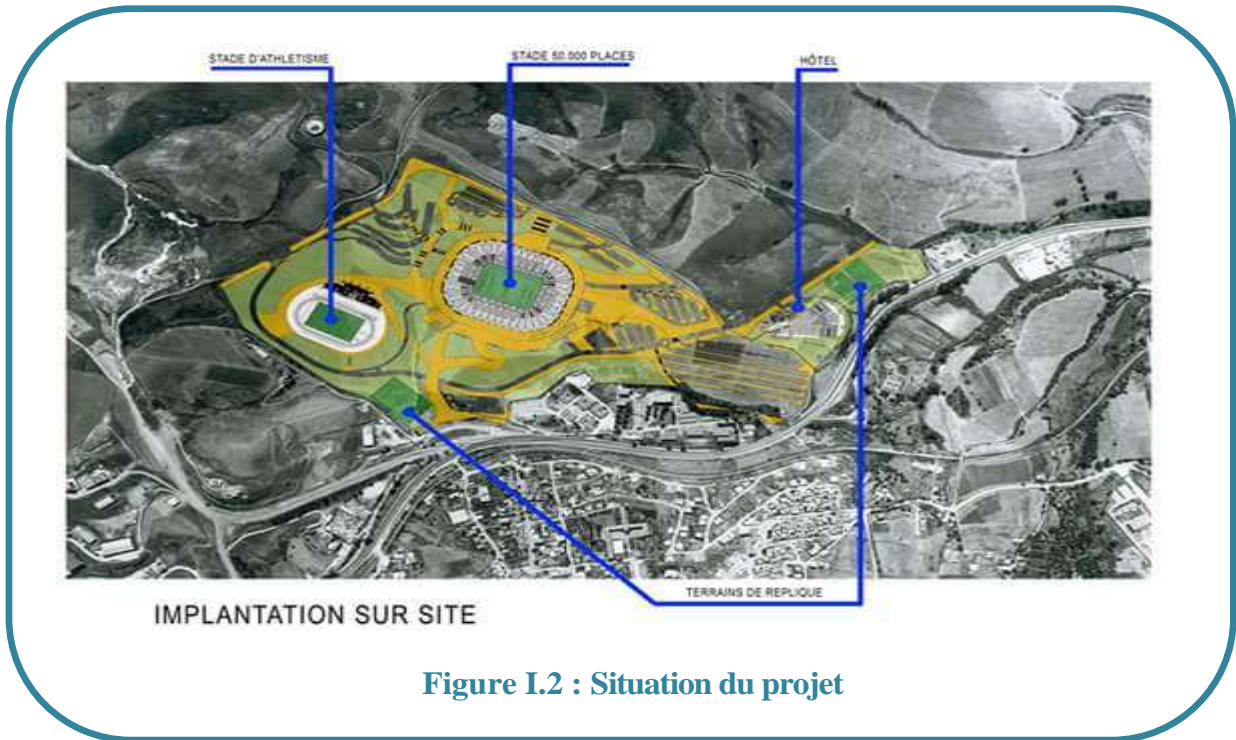 STADE D'ATHLETISME
STADE 50.000 PLACES
HÔTEL
TERRAINS DE REPLIQUE
IMPLANTATION SUR SITE
Figure I.2 : Situation du projet